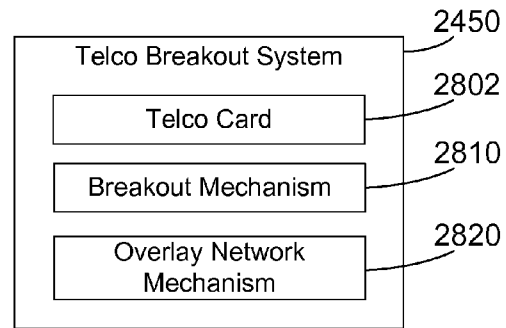 2450
Telco Breakout System
2802
Telco Card
2810
Breakout Mechanism
2820
Overlay Network
Mechanism